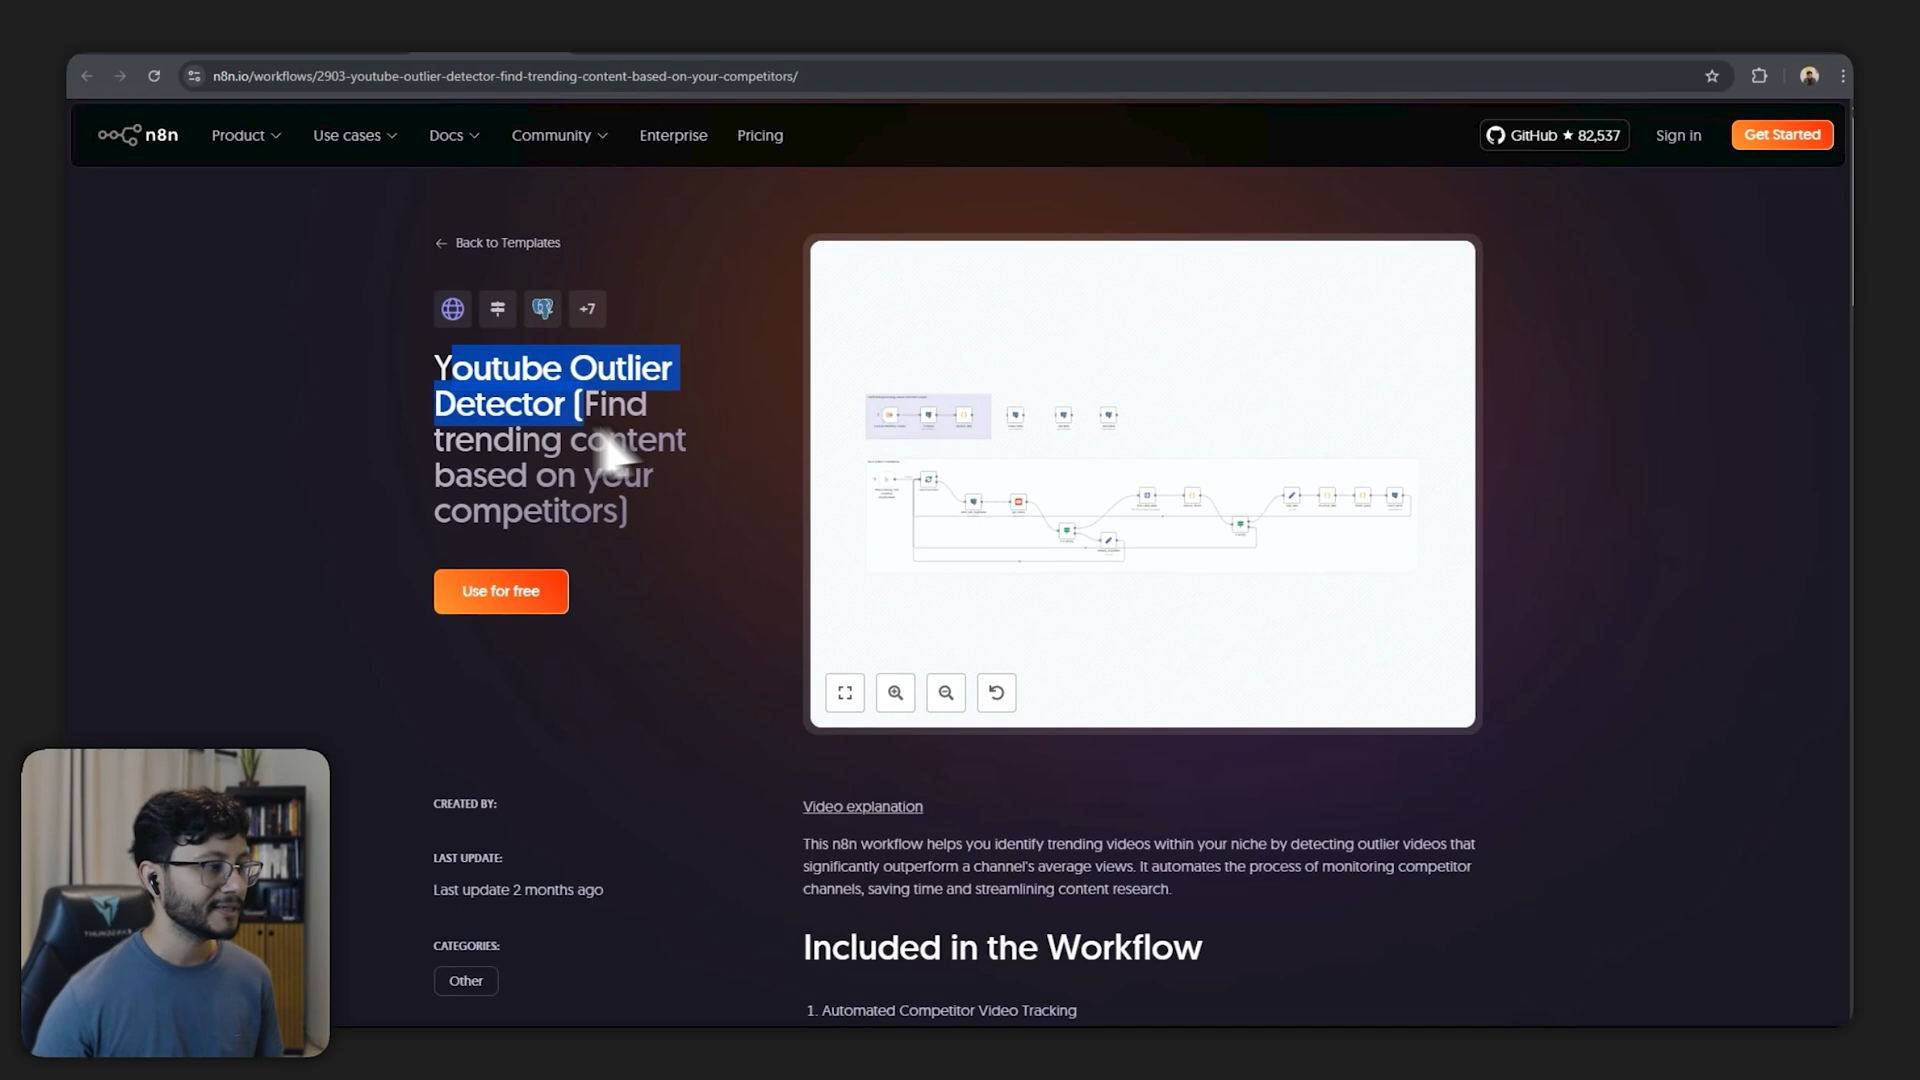 n8n.io/workflows/2903-youtube-outlier-detector-find-trending-content-based-on-your-competitors/
n8n Product Use cases Docs Community Enterprise Pricing GitHub ★ 82,537 Sign in Get Started
← Back to Templates
+7
Youtube Outlier
Detector (Find
trending content
based on your
competitors)
Use for free
CREATED BY:
LAST UPDATE:
Last update 2 months ago
CATEGORIES:
Other
Video explanation
This n8n workflow helps you identify trending videos within your niche by detecting outlier videos that
significantly outperform a channel's average views. It automates the process of monitoring competitor
channels, saving time and streamlining content research.
Included in the Workflow
1. Automated Competitor Video Tracking